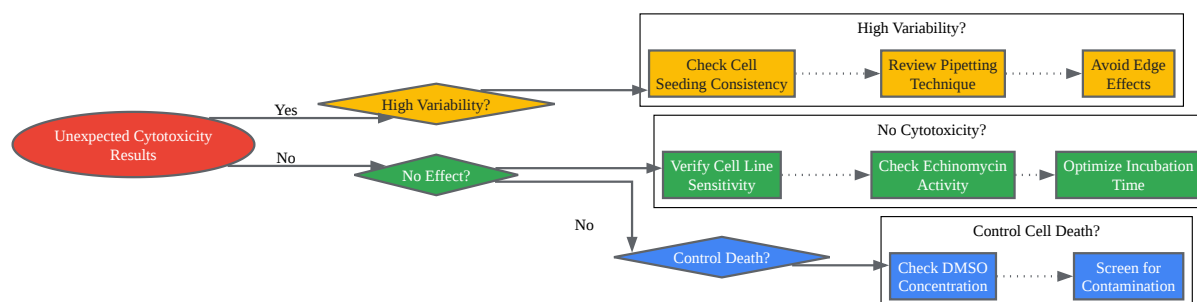 Unexpected Cytotoxicity
Results
Yes
No
High Variability?
No Effect?
No
Control Death?
High Variability?
Check Cell
Seeding Consistency
Review Pipetting
Technique
Avoid Edge
Effects
No Cytotoxicity?
Verify Cell Line
Sensitivity
Check Echinomycin
Activity
Optimize Incubation
Time
Control Cell Death?
Check DMSO
Concentration
Screen for
Contamination